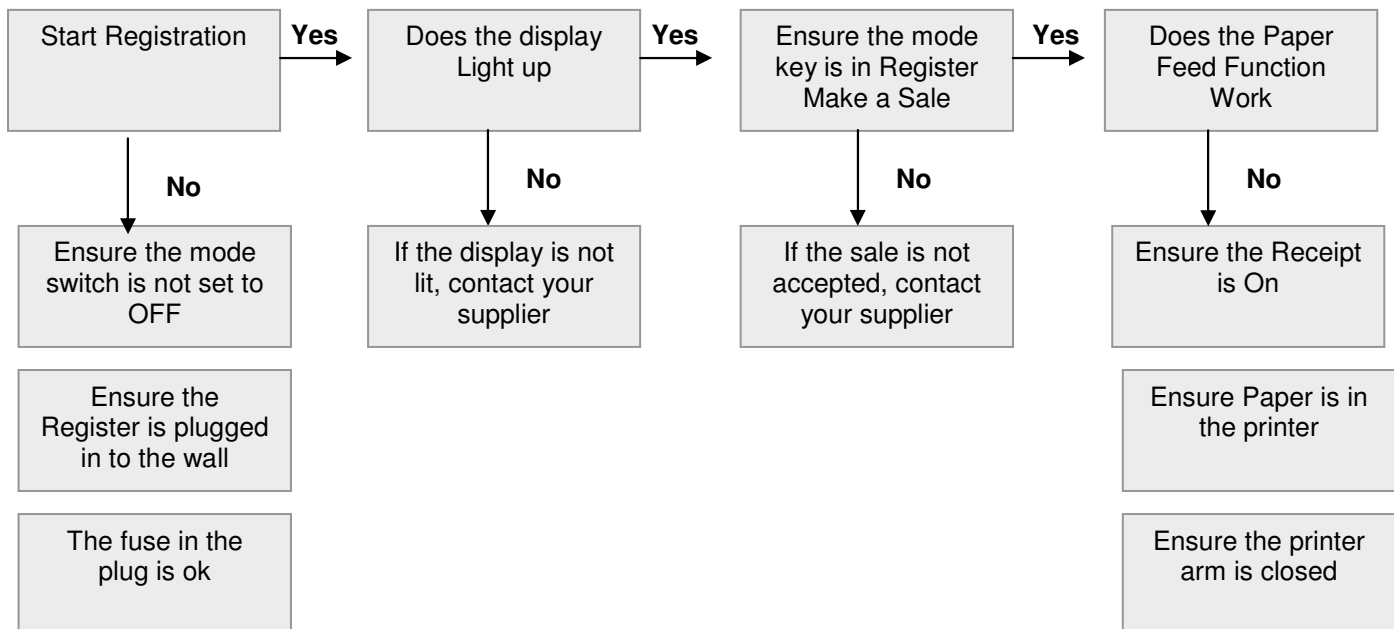 Start Registration
Yes
Does the display
Light up
Yes
Ensure the mode
key is in Register
Make a Sale
Yes
Does the Paper
Feed Function
Work
No
No
No
No
Ensure the mode
switch is not set to
OFF
If the display is not
lit, contact your
supplier
If the sale is not
accepted, contact
your supplier
Ensure the Receipt
is On
Ensure the
Register is plugged
in to the wall
Ensure Paper is in
the printer
The fuse in the
plug is ok
Ensure the printer
arm is closed